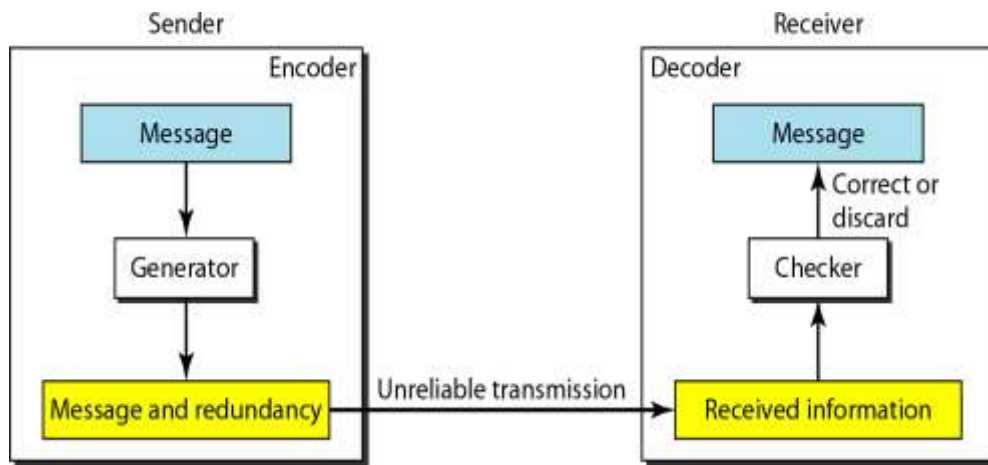 Sender
Encoder
Message
Generator
Message and redundancy
Unreliable transmission
Receiver
Decoder
Message
Correct or
discard
Checker
Received information